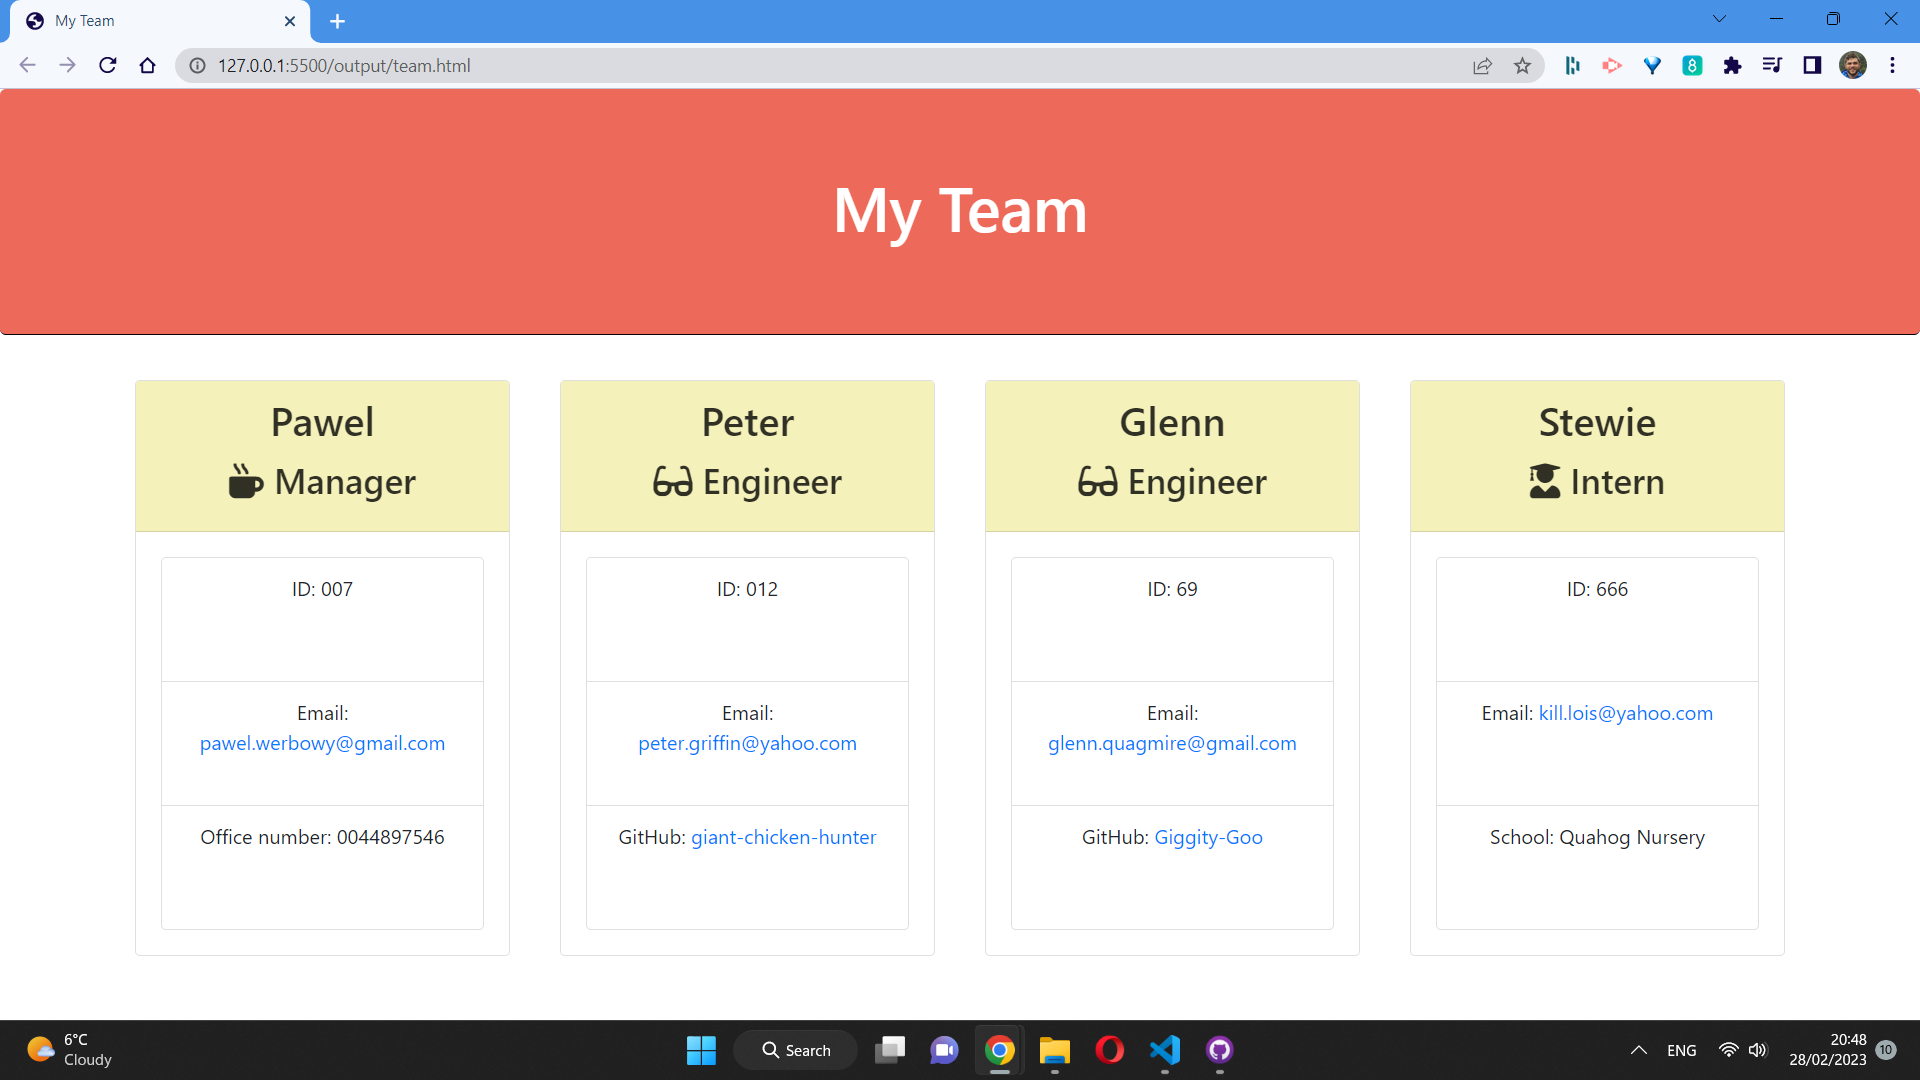 My Team
127.0.0.1:5500/output/team.html
8
My Team
Pawel
Manager
ID: 007
Email:
pawel.werbowy@gmail.com
Office number: 0044897546
Peter
Engineer
ID: 012
Email:
peter.griffin@yahoo.com
GitHub: giant-chicken-hunter
Glenn
Engineer
ID: 69
Email:
glenn.quagmire@gmail.com
GitHub: Giggity-Goo
Stewie
Intern
ID: 666
Email: kill.lois@yahoo.com
School: Quahog Nursery
6°C
Cloudy
Search
ENG
20:48
28/02/2023
10